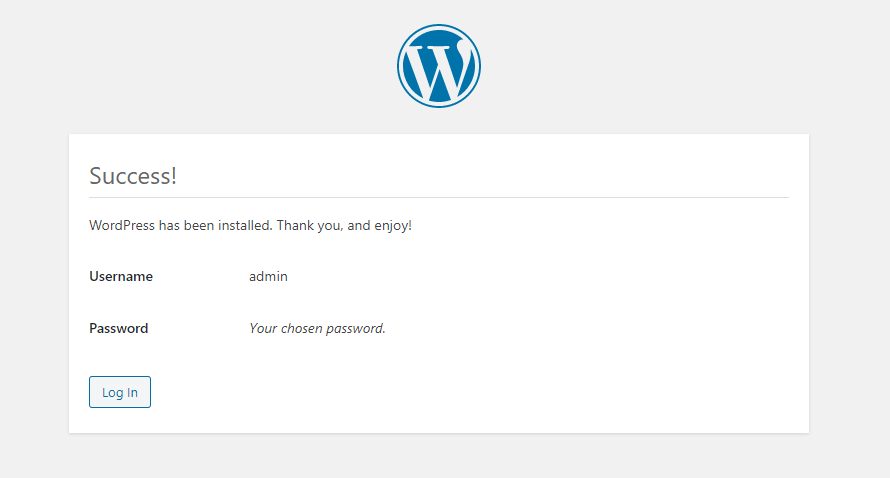 Success!
WordPress has been installed. Thank you, and enjoy!
Username admin
Password Your chosen password.
Log In